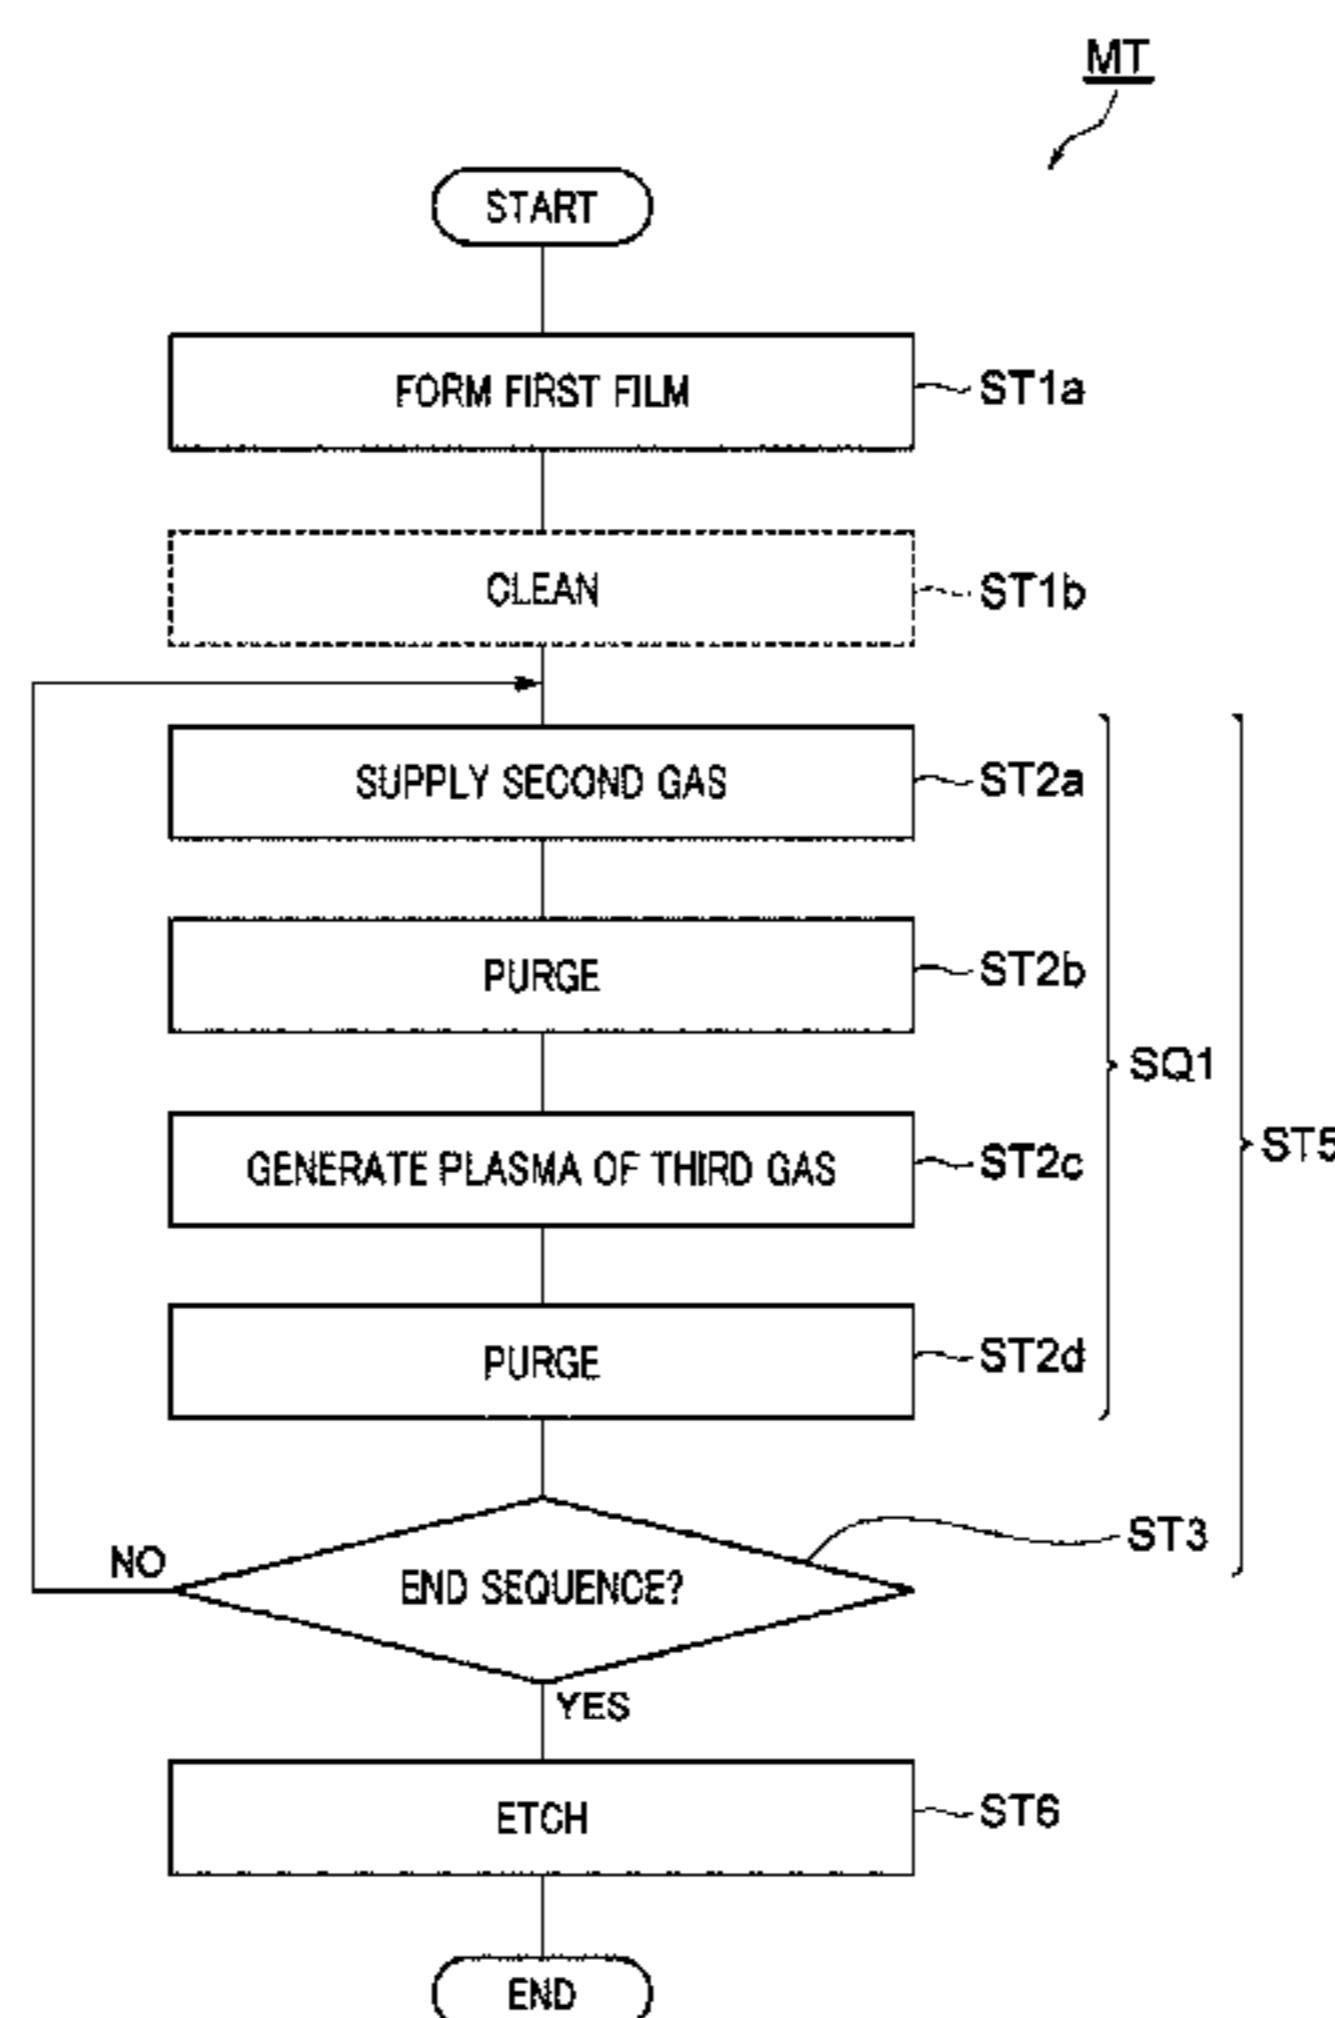 MT
START
FORM FIRST FILM
ST1a
CLEAN
ST1b
SUPPLY SECOND GAS
ST2a
PURGE
ST2b
SQ1
ST5
GENERATE PLASMA OF THIRD GAS
ST2c
PURGE
ST2d
ST3
NO
END SEQUENCE?
YES
ETCH
ST6
END